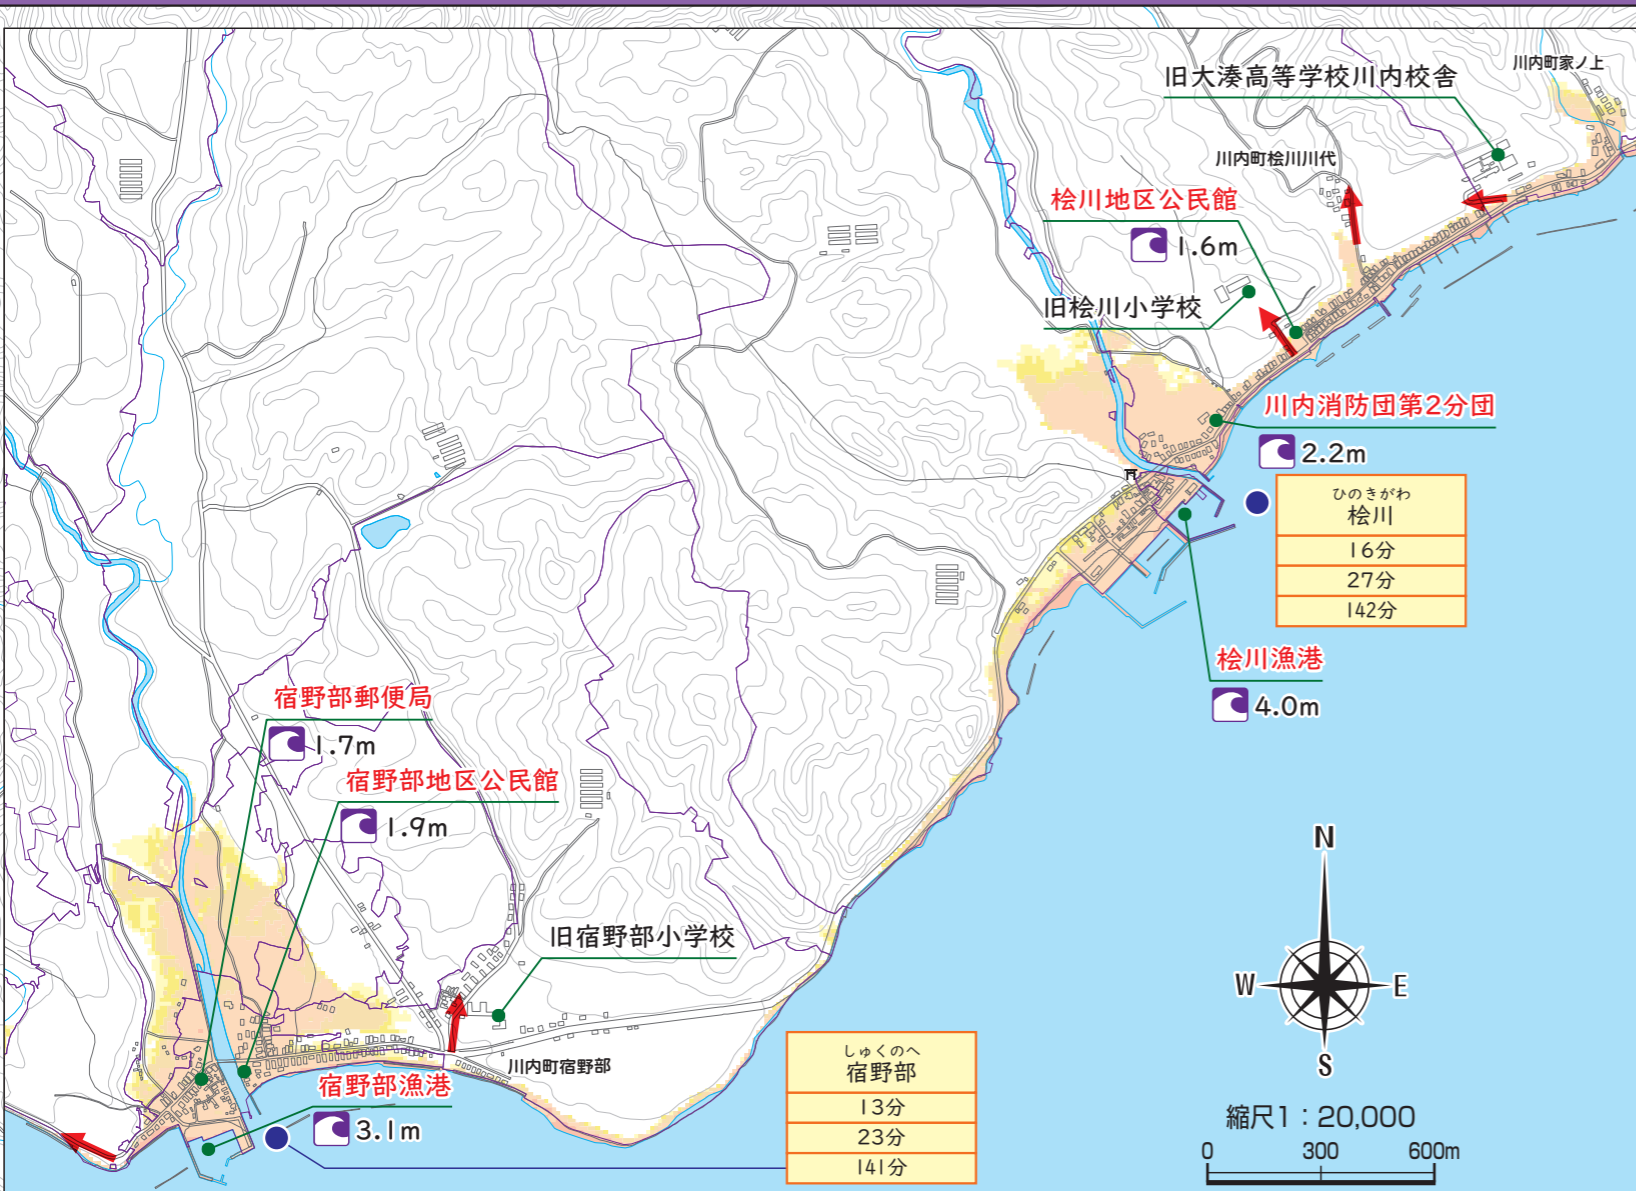 川内町家ノ上
旧大湊高等学校川内校舎
川内町桧川川代
桧川地区公民館
1.6m
旧桧川小学校
川内消防団第2分団
2.2m
ひのきがわ
桧川
16分
27分
142分
桧川漁港
4.0m
宿野部郵便局
1.7m
宿野部地区公民館
1.9m
旧宿野部小学校
川内町宿野部
宿野部漁港
3.1m
しゅくのへ
宿野部
13分
23分
141分
N
W
E
S
縮尺1：20,000
0 300 600m